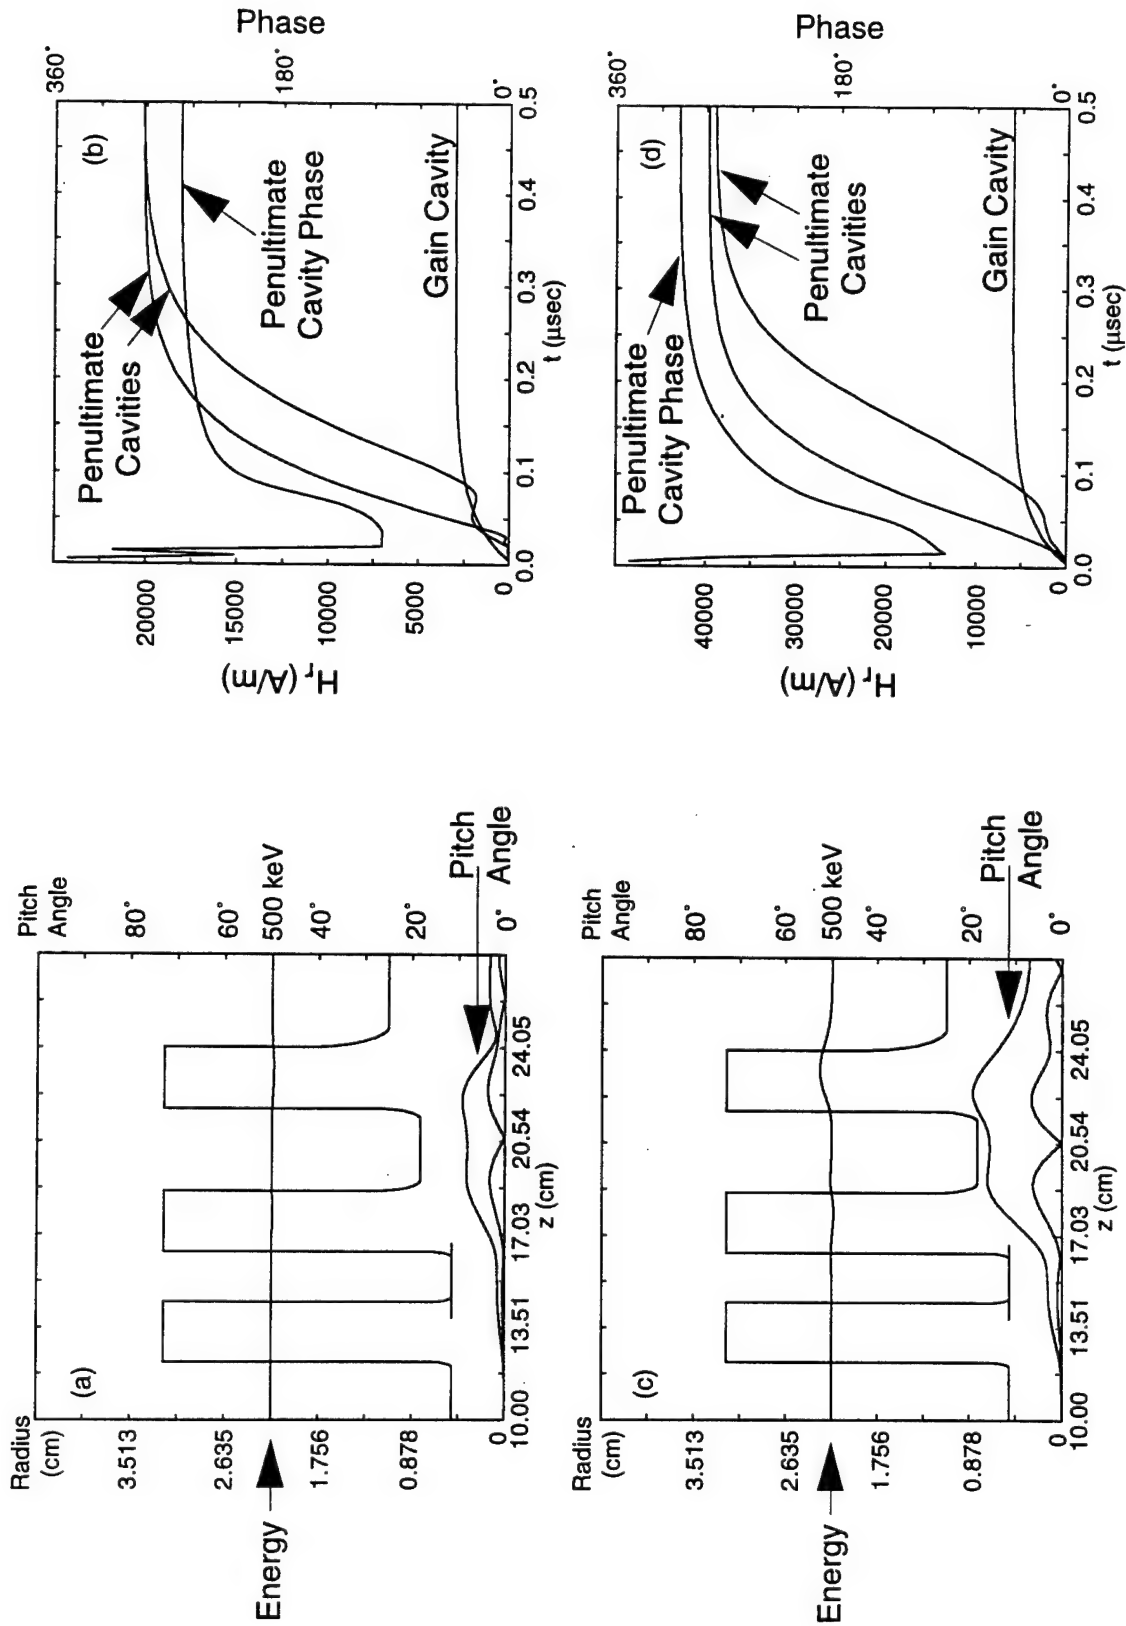 Radius
(cm)
3.513
2.635
1.756
0.878
0
(a)
Energy
10.00
13.51
17.03
20.54
24.05
z (cm)
Pitch
Angle
80°
60°
500 keV
40°
20°
0°
Pitch
Angle
H_r (A/m)
20000
15000
10000
5000
0
(b)
Penultimate
Cavities
Penultimate
Cavity Phase
Gain Cavity
0.0
0.1
0.2
0.3
0.4
0.5
t (μsec)
Phase
360°
180°
0°
Radius
(cm)
3.513
2.635
1.756
0.878
0
(c)
Energy
10.00
13.51
17.03
20.54
24.05
z (cm)
Pitch
Angle
80°
60°
500 keV
40°
20°
0°
Pitch
Angle
H_r (A/m)
40000
30000
20000
10000
0
(d)
Penultimate
Cavity Phase
Penultimate
Cavities
Gain Cavity
0.0
0.1
0.2
0.3
0.4
0.5
t (μsec)
Phase
360°
180°
0°